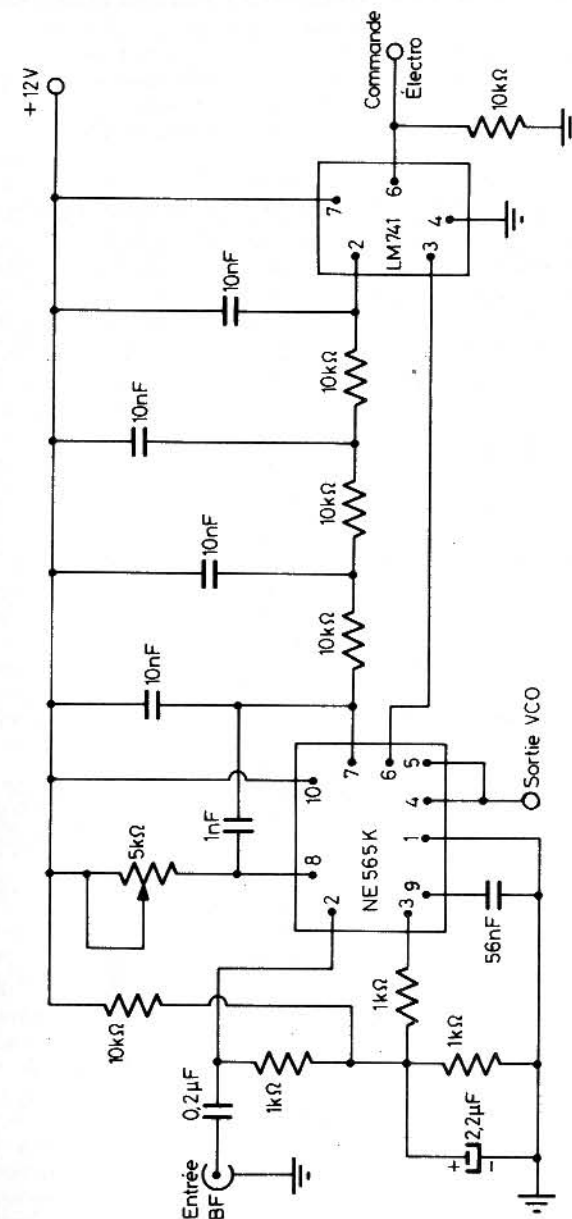 +12V
5kΩ
10kΩ
10nF
10nF
10nF
10nF
1nF
Entrée
BF
0,2µF
1kΩ
2
8
10
7
6
NE 565K
3
9
1
4
5
1kΩ
1kΩ
2,2µF
+
-
56nF
Sortie VCO
10kΩ
10kΩ
10kΩ
2
7
LM741
6
3
4
Commande
Électro
10kΩ